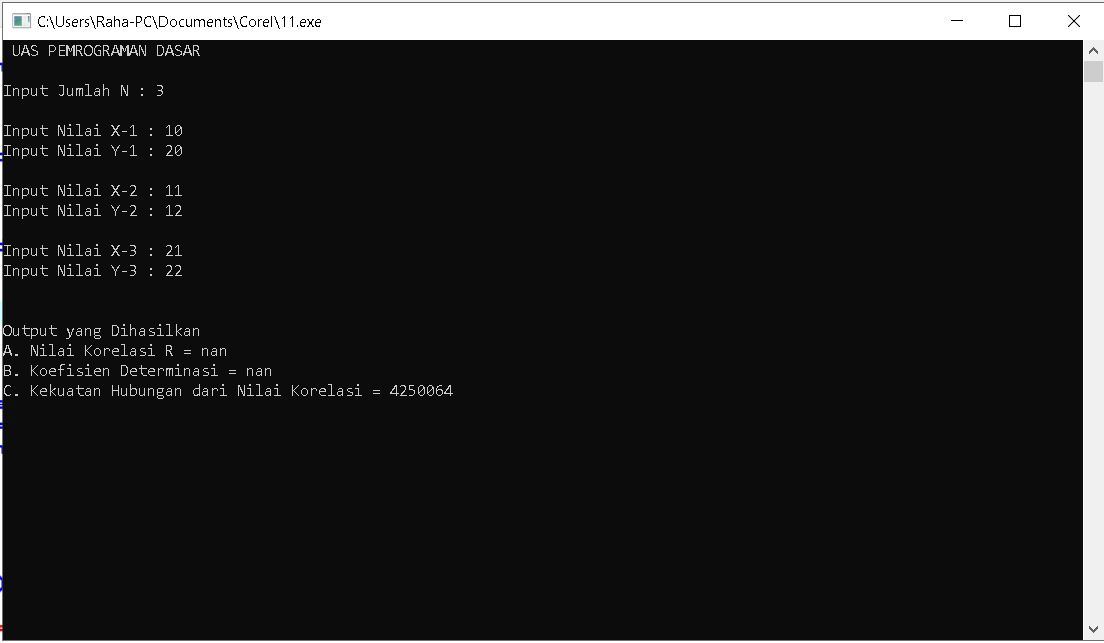 C:\Users\Raha-PC\Documents\Corel\11.exe
UAS PEMROGRAMAN DASAR
Input Jumlah N : 3
Input Nilai X-1 : 10
Input Nilai Y-1 : 20
Input Nilai X-2 : 11
Input Nilai Y-2 : 12
Input Nilai X-3 : 21
Input Nilai Y-3 : 22
Output yang Dihasilkan
A. Nilai Korelasi R = nan
B. Koefisien Determinasi = nan
C. Kekuatan Hubungan dari Nilai Korelasi = 4250064